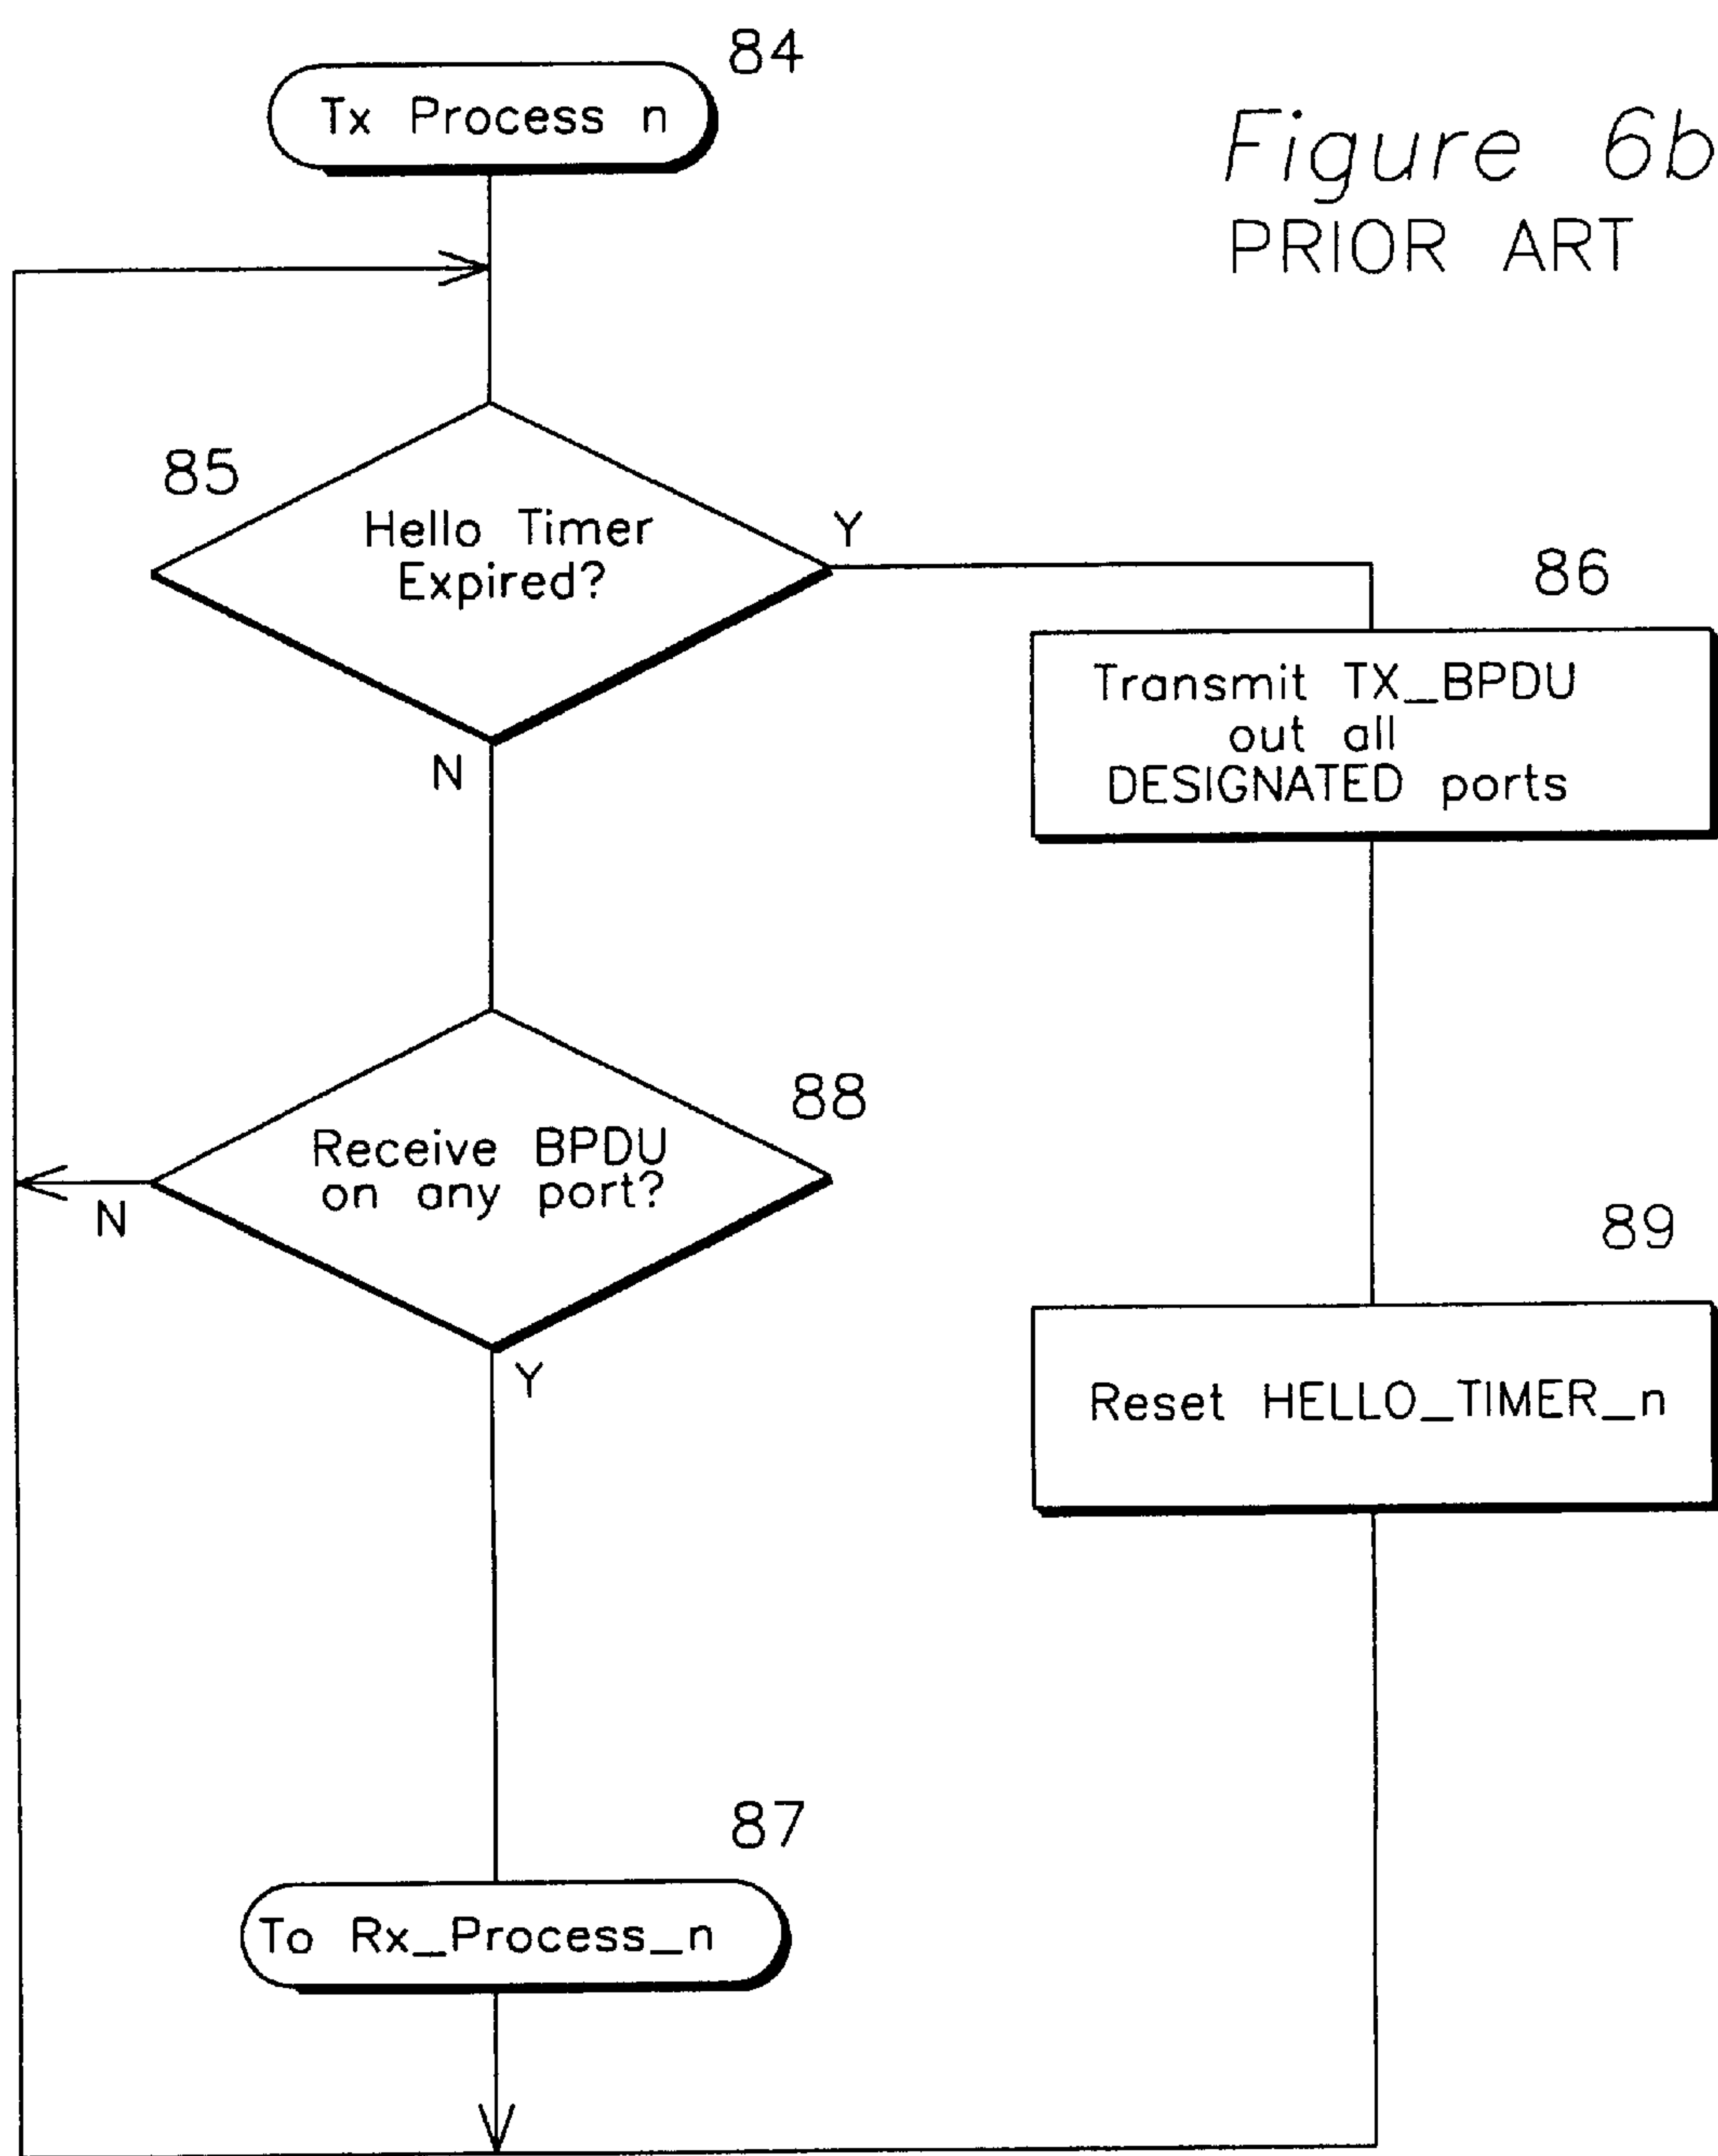 84
Tx Process n
Figure 6b
PRIOR ART
85
Hello Timer
Expired?
Y
N
86
Transmit TX_BPDU
out all
DESIGNATED ports
88
Receive BPDU
on any port?
N
Y
89
Reset HELLO_TIMER_n
87
To Rx_Process_n